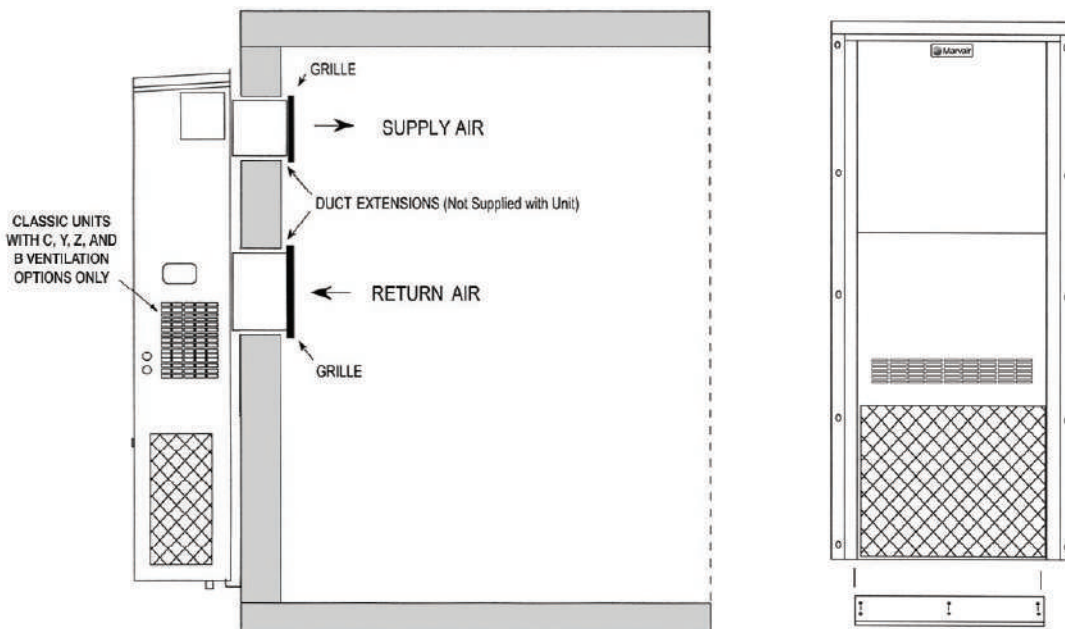 GRILLE
SUPPLY AIR
DUCT EXTENSIONS (Not Supplied with Unit)
CLASSIC UNITS
WITH C, Y, Z, AND
B VENTILATION
OPTIONS ONLY
RETURN AIR
GRILLE
Marvair